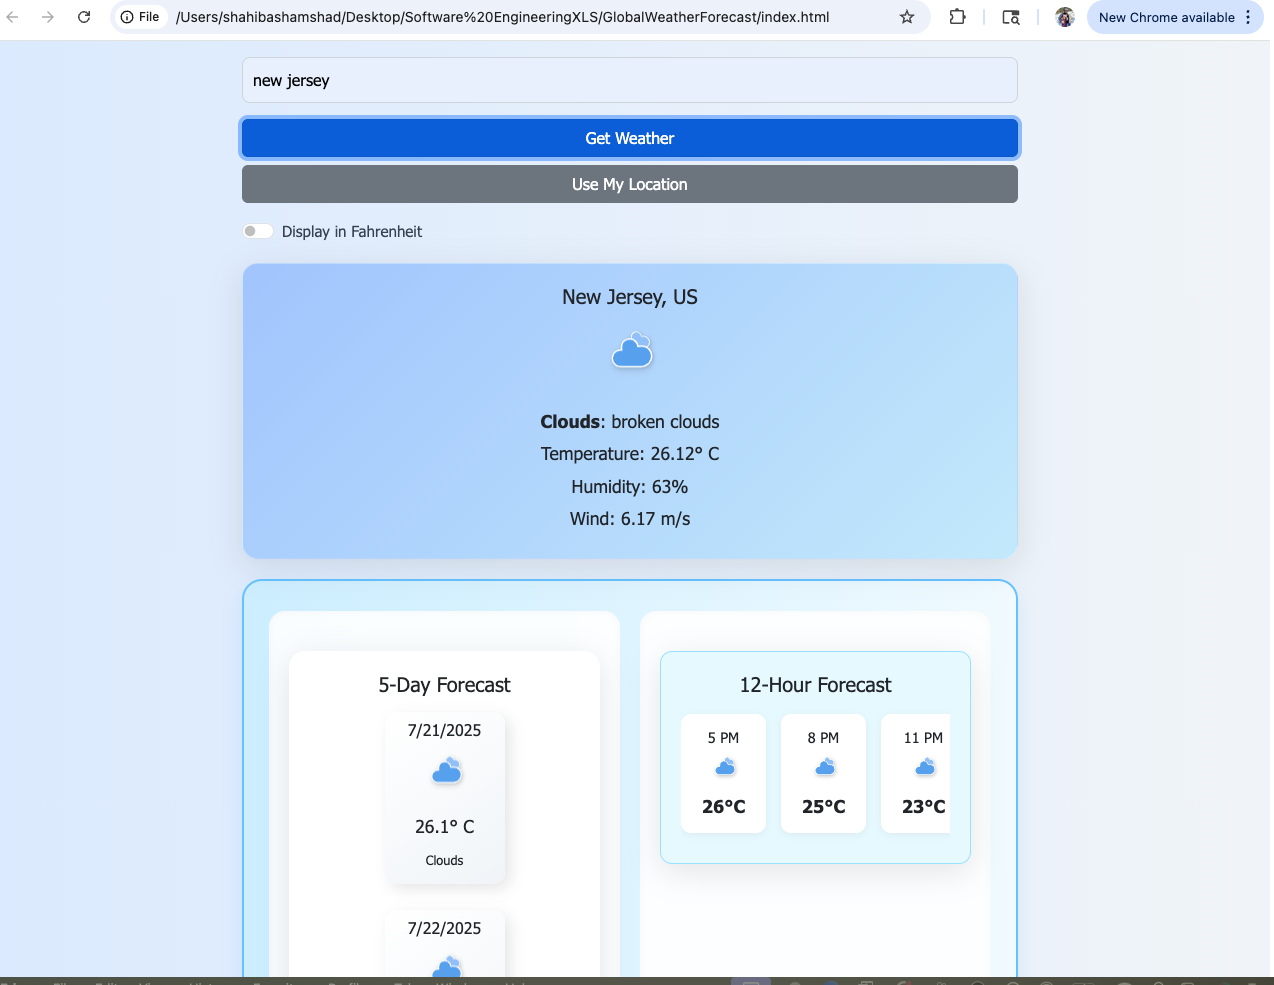 File
/Users/shahibashamshad/Desktop/Software%20EngineeringXLS/GlobalWeatherForecast/index.html
New Chrome available
new jersey
Get Weather
Use My Location
Display in Fahrenheit
New Jersey, US
Clouds: broken clouds
Temperature: 26.12° C
Humidity: 63%
Wind: 6.17 m/s
5-Day Forecast
7/21/2025
26.1° C
Clouds
7/22/2025
12-Hour Forecast
5 PM
8 PM
11 PM
26°C
25°C
23°C